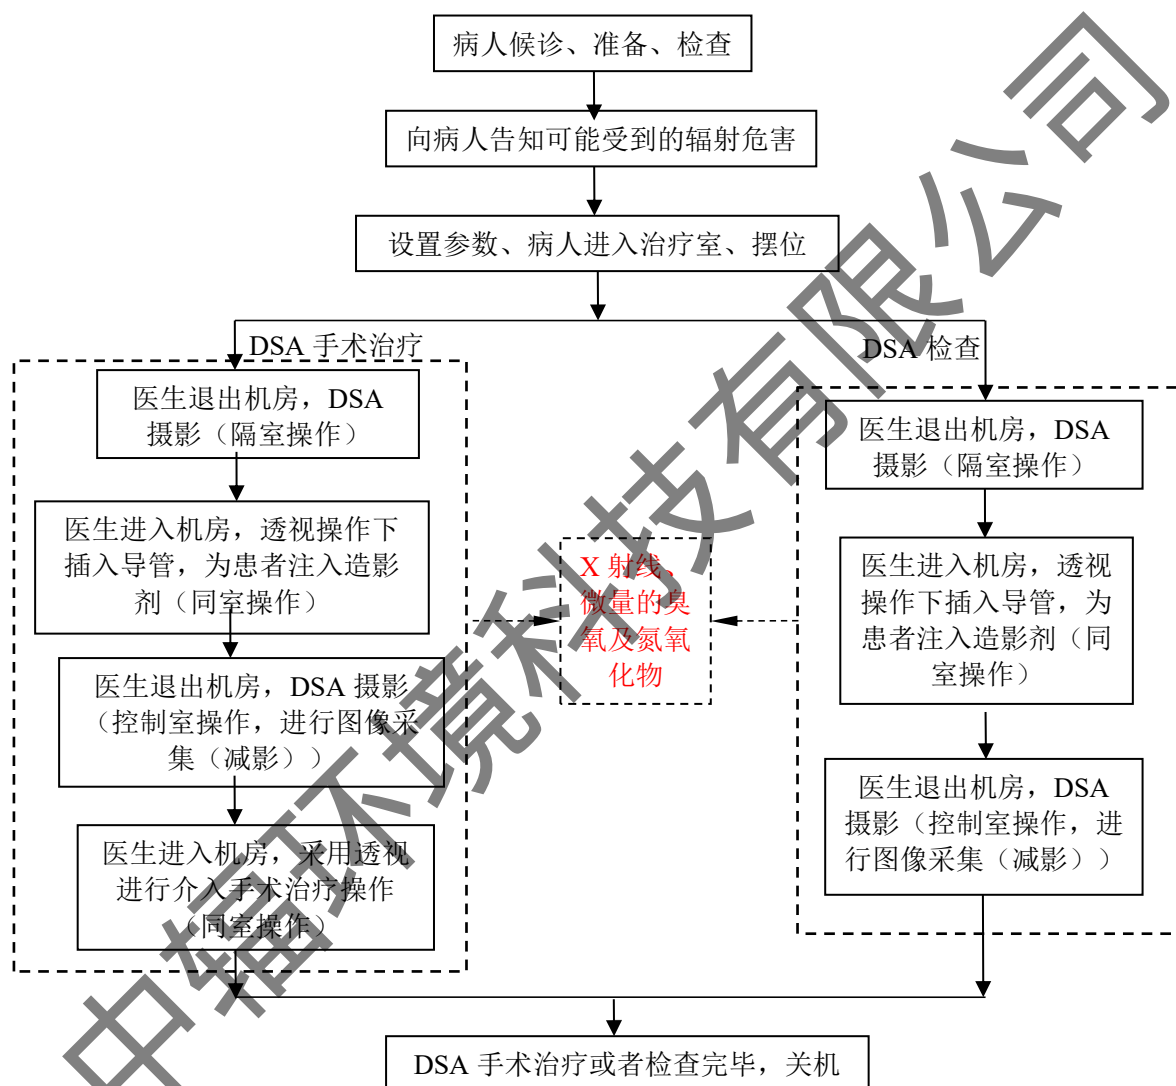 病人候诊、准备、检查
向病人告知可能受到的辐射危害
设置参数、病人进入治疗室、摆位
DSA 手术治疗
医生退出机房，DSA
摄影（隔室操作）
医生进入机房，透视操作下
插入导管，为患者注入造影
剂（同室操作）
医生退出机房，DSA 摄影
（控制室操作，进行图像采
集（减影））
医生进入机房，采用透视
进行介入手术治疗操作
（同室操作）
X 射线、
微量的臭
氧及氮氧
化物
DSA 检查
医生退出机房，DSA
摄影（隔室操作）
医生进入机房，透视
操作下插入导管，为
患者注入造影剂（同
室操作）
医生退出机房，DSA
摄影（控制室操作，进
行图像采集（减影））
DSA 手术治疗或者检查完毕，关机
中辐环境科技有限公司